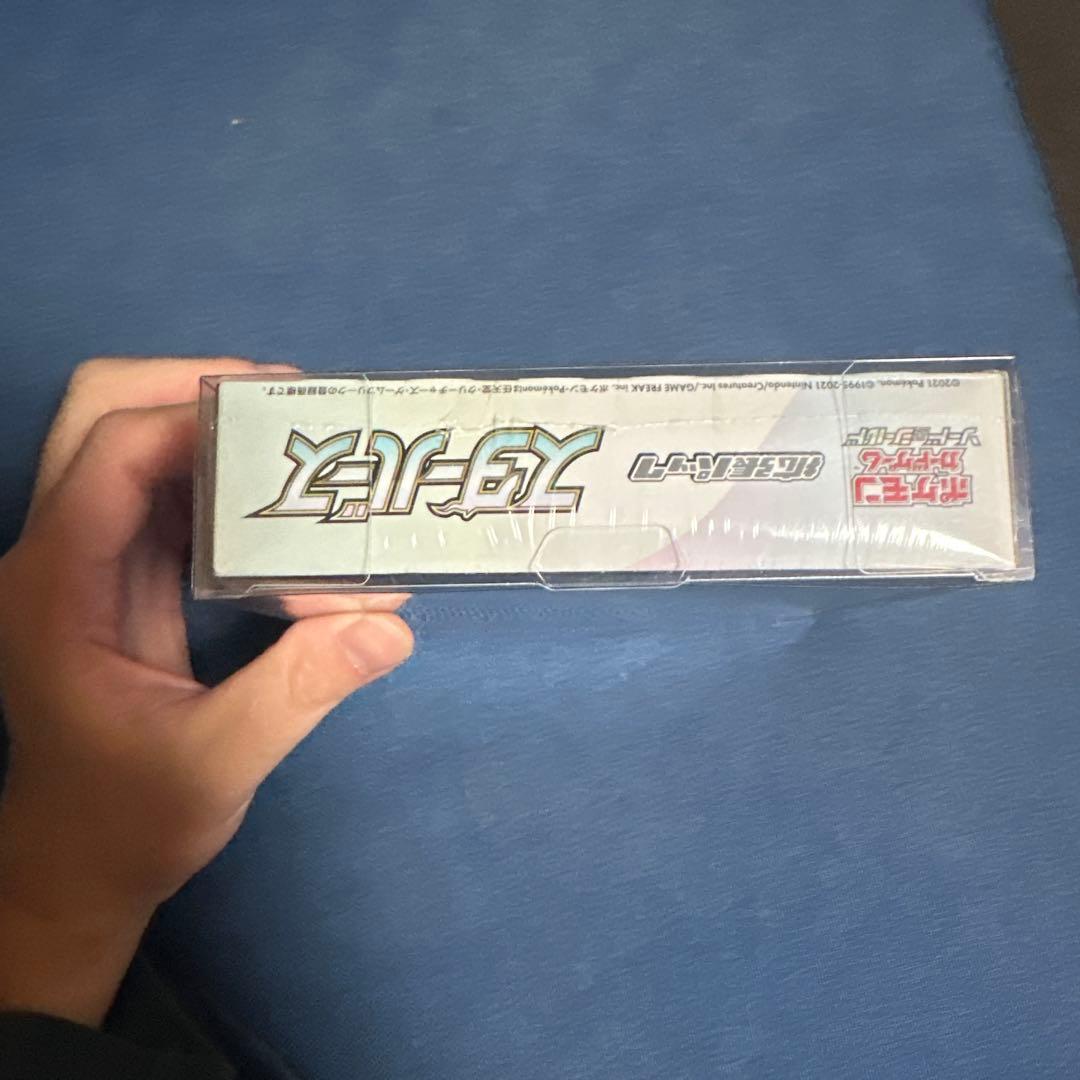 ポケモン
カードゲーム
ソード&シールド
拡張パック
スターバース
©2021 Pokémon. ©1995-2021 Nintendo/Creatures Inc./GAME FREAK inc. ポケモン・Pokémonは任天堂・クリーチャーズ・ゲームフリークの登録商標です。